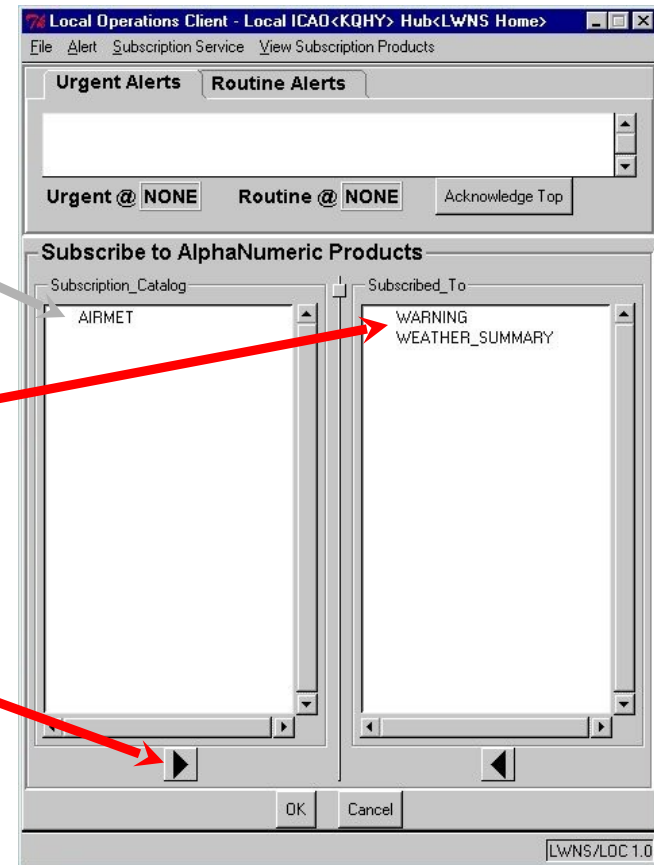 Local Operations Client - Local ICAO<KQHY> Hub<LWNS Home>
File Alert Subscription Service View Subscription Products
Urgent Alerts Routine Alerts
Urgent @ NONE Routine @ NONE Acknowledge Top
Subscribe to AlphaNumeric Products
Subscription_Catalog Subscribed_To
AIRMET WARNING
WEATHER_SUMMARY
OK Cancel
LWNS/LOC 1.0